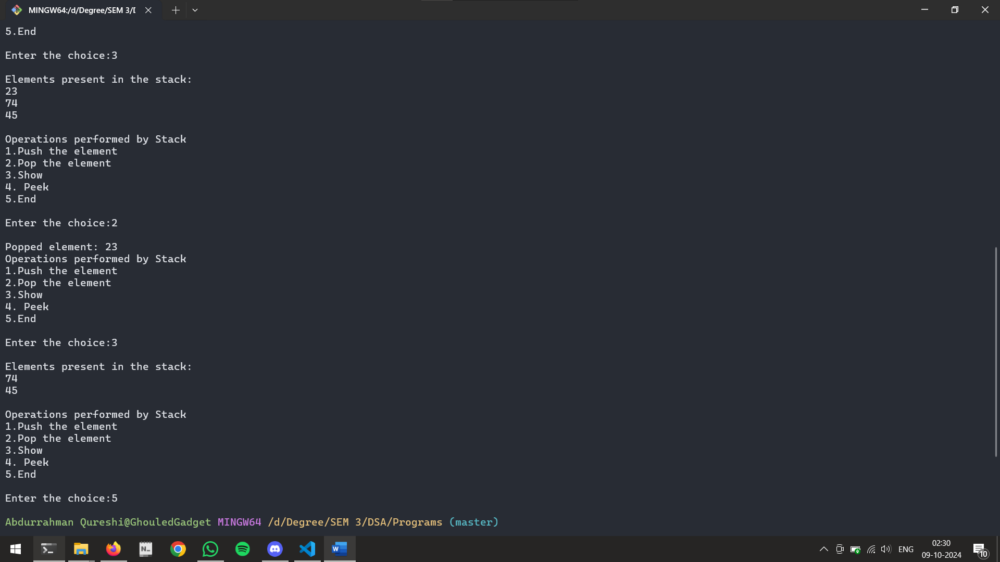 MINGW64:/d/Degree/SEM 3/D
5.End
Enter the choice:3
Elements present in the stack:
23
74
45
Operations performed by Stack
1.Push the element
2.Pop the element
3.Show
4. Peek
5.End
Enter the choice:2
Popped element: 23
Operations performed by Stack
1.Push the element
2.Pop the element
3.Show
4. Peek
5.End
Enter the choice:3
Elements present in the stack:
74
45
Operations performed by Stack
1.Push the element
2.Pop the element
3.Show
4. Peek
5.End
Enter the choice:5
Abdurrahman Qureshi@GhouledGadget MINGW64 /d/Degree/SEM 3/DSA/Programs (master)
N_
W
ENG
02:30
09-10-2024
10